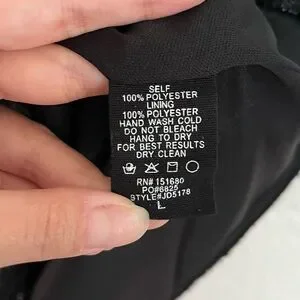 SELF
100% POLYESTER
LINING
100% POLYESTER
HAND WASH COLD
DO NOT BLEACH
HANG TO DRY
FOR BEST RESULTS
DRY CLEAN
RN# 151680
PO#6825
STYLE#JD5178
L